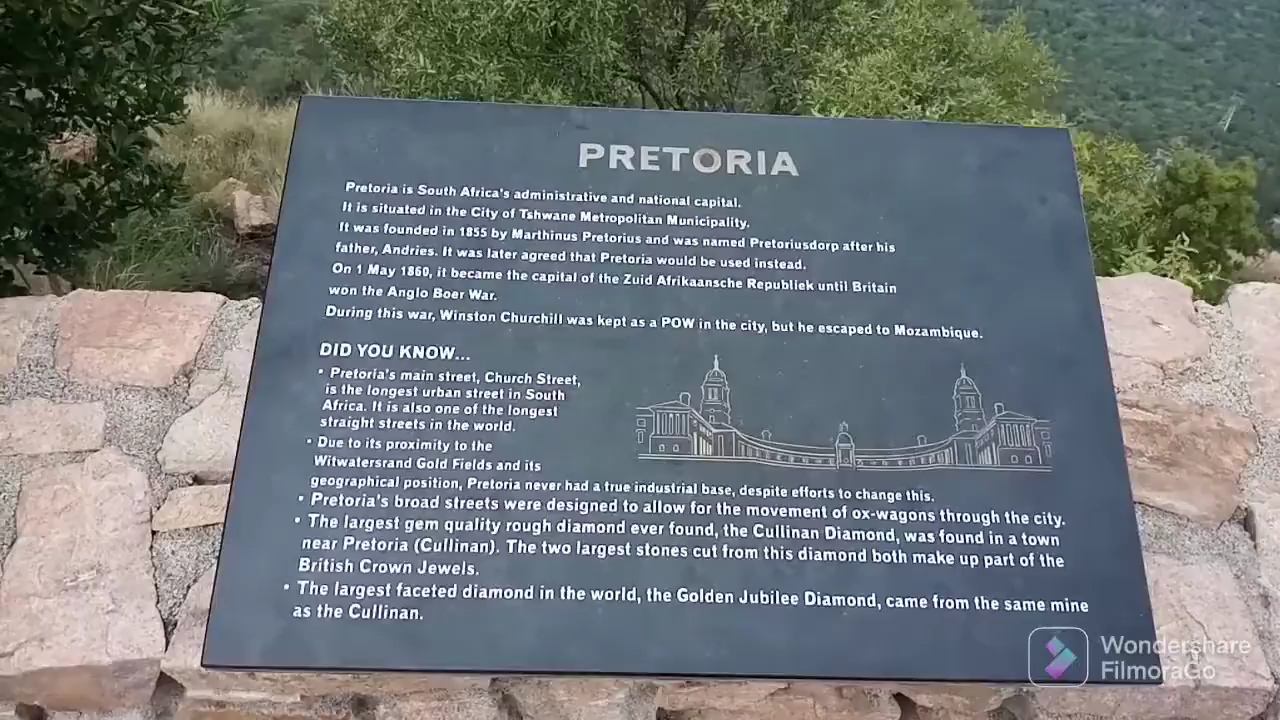 PRETORIA
Pretoria is South Africa's administrative and national capital.
It is situated in the City of Tshwane Metropolitan Municipality.
It was founded in 1855 by Marthinus Pretorius and was named Pretoriusdorp after his
father, Andries. It was later agreed that Pretoria would be used instead.
On 1 May 1860, it became the capital of the Zuid Afrikaansche Republiek until Britain
won the Anglo Boer War.
During this war, Winston Churchill was kept as a POW in the city, but he escaped to Mozambique.
DID YOU KNOW...
• Pretoria's main street, Church Street,
is the longest urban street in South
Africa. It is also one of the longest
straight streets in the world.
• Due to its proximity to the
Witwatersrand Gold Fields and its
geographical position, Pretoria never had a true industrial base, despite efforts to change this.
• Pretoria's broad streets were designed to allow for the movement of ox-wagons through the city.
• The largest gem quality rough diamond ever found, the Cullinan Diamond, was found in a town
near Pretoria (Cullinan). The two largest stones cut from this diamond both make up part of the
British Crown Jewels.
• The largest faceted diamond in the world, the Golden Jubilee Diamond, came from the same mine
as the Cullinan.
Wondershare
FilmoraGo